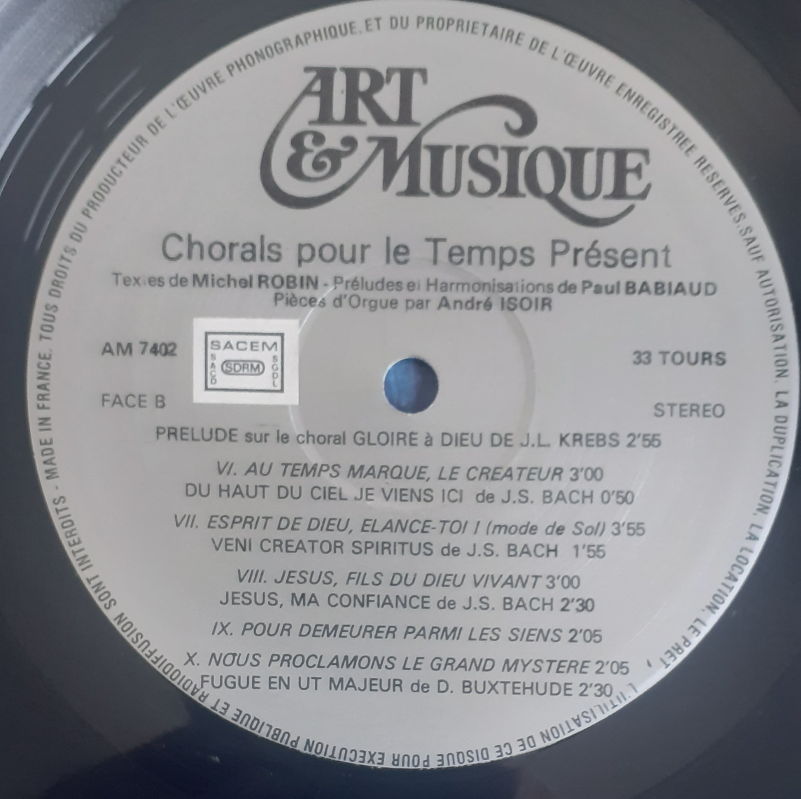 TOUS DROITS DU PRODUCTEUR DE L'ŒUVRE PHONOGRAPHIQUE. ET DU PROPRIETAIRE DE L'ŒUVRE ENREGISTREE RESERVES. SAUF AUTORISATION. LA DUPLICATION. LA LOCATION. LE PRET, L'UTILISATION DE CE DISQUE POUR EXECUTION PUBLIQUE ET RADIODIFFUSION SONT INTERDITS - MADE IN FRANCE.
ART
& MUSIQUE
Chorals pour le Temps Présent
Textes de Michel ROBIN - Préludes et Harmonisations de Paul BABIAUD
Pièces d'Orgue par André ISOIR
AM 7402
SACEM
SACD
SDRM
SGDL
33 TOURS
FACE B
STEREO
PRELUDE sur le choral GLOIRE à DIEU DE J.L. KREBS 2'55
VI. AU TEMPS MARQUE, LE CREATEUR 3'00
DU HAUT DU CIEL JE VIENS ICI de J.S. BACH 0'50
VII. ESPRIT DE DIEU, ELANCE-TOI ! (mode de Sol) 3'55
VENI CREATOR SPIRITUS de J.S. BACH 1'55
VIII. JESUS, FILS DU DIEU VIVANT 3'00
JESUS, MA CONFIANCE de J.S. BACH 2'30
IX. POUR DEMEURER PARMI LES SIENS 2'05
X. NOUS PROCLAMONS LE GRAND MYSTERE 2'05
FUGUE EN UT MAJEUR de D. BUXTEHUDE 2'30